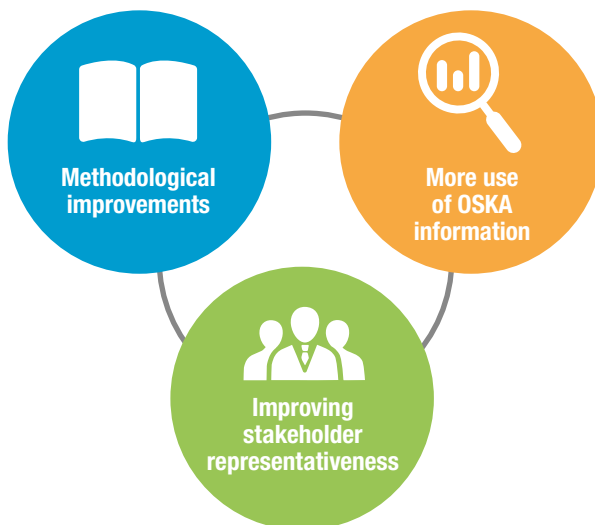 Methodological
improvements
More use
of OSKA
information
Improving
stakeholder
representativeness